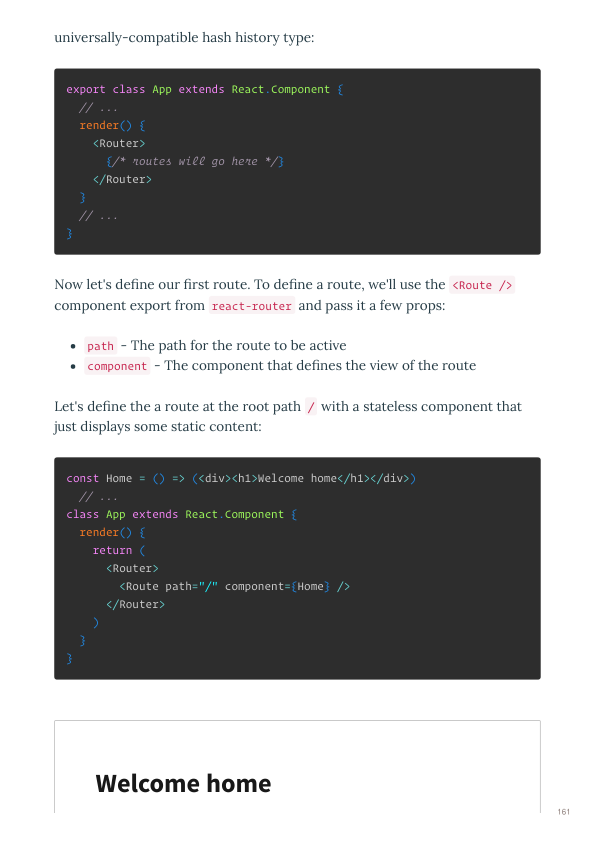 universally-compatible hash history type:
export class App extends React.Component {
  // ...
  render() {
    <Router>
      {/* routes will go here */}
    </Router>
  }
  // ...
}
Now let's define our first route. To define a route, we'll use the <Route />
component export from react-router and pass it a few props:
• path - The path for the route to be active
• component - The component that defines the view of the route
Let's define the a route at the root path / with a stateless component that
just displays some static content:
const Home = () => (<div><h1>Welcome home</h1></div>)
  // ...
class App extends React.Component {
  render() {
    return (
      <Router>
        <Route path="/" component={Home} />
      </Router>
    )
  }
}
Welcome home
161